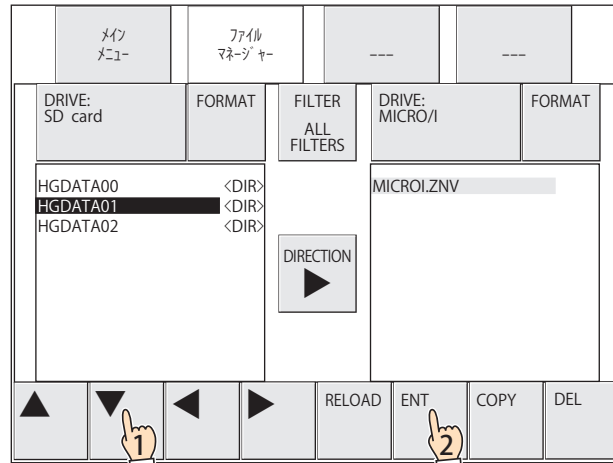 メイン
メニュー
ファイル
マネージャー
---
---
DRIVE:
SD card
FORMAT
FILTER
ALL
FILTERS
DRIVE:
MICRO/I
FORMAT
HGDATA00 <DIR>
HGDATA01 <DIR>
HGDATA02 <DIR>
MICROI.ZNV
DIRECTION
RELOAD
ENT
COPY
DEL
1
2